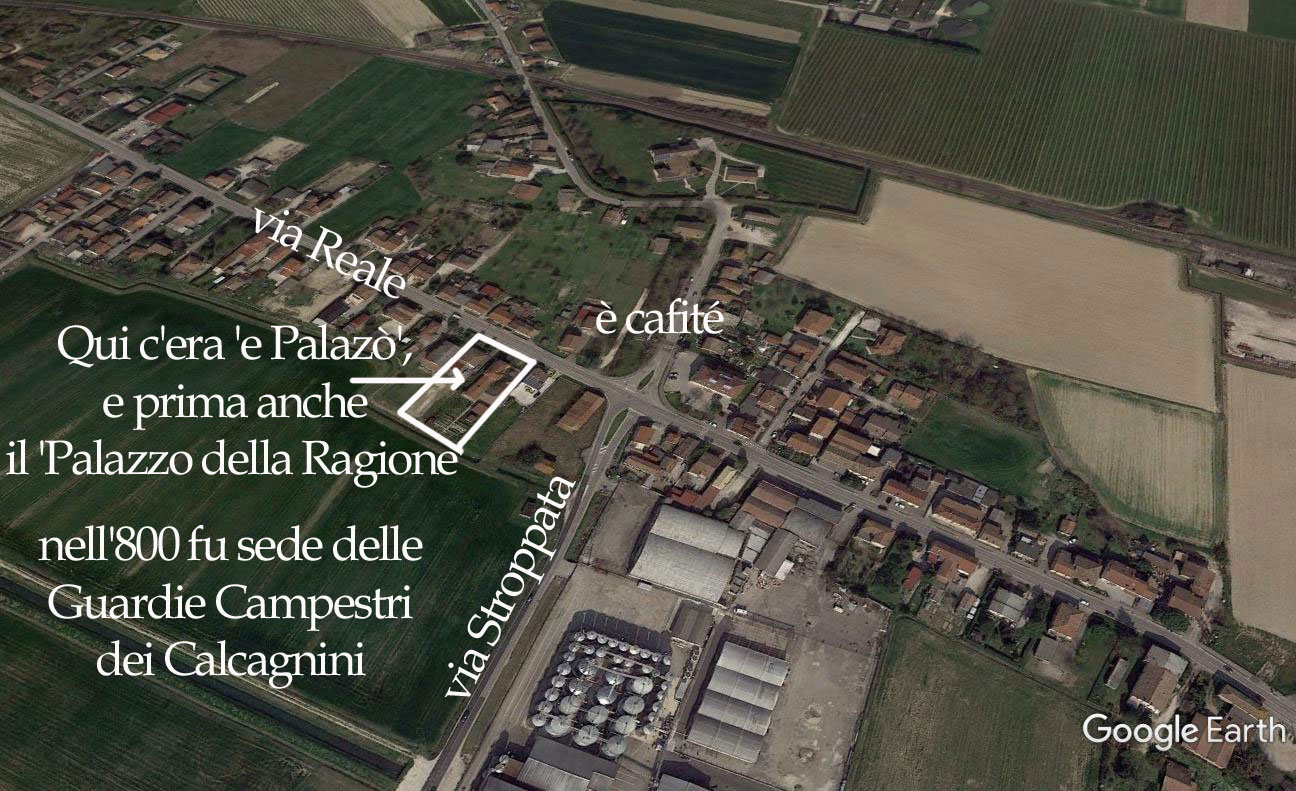 via Reale
è cafité
Qui c'era 'e Palazò',
e prima anche
il 'Palazzo della Ragione
nell'800 fu sede delle
Guardie Campestri
dei Calcagnini
via Stroppata
Google Earth